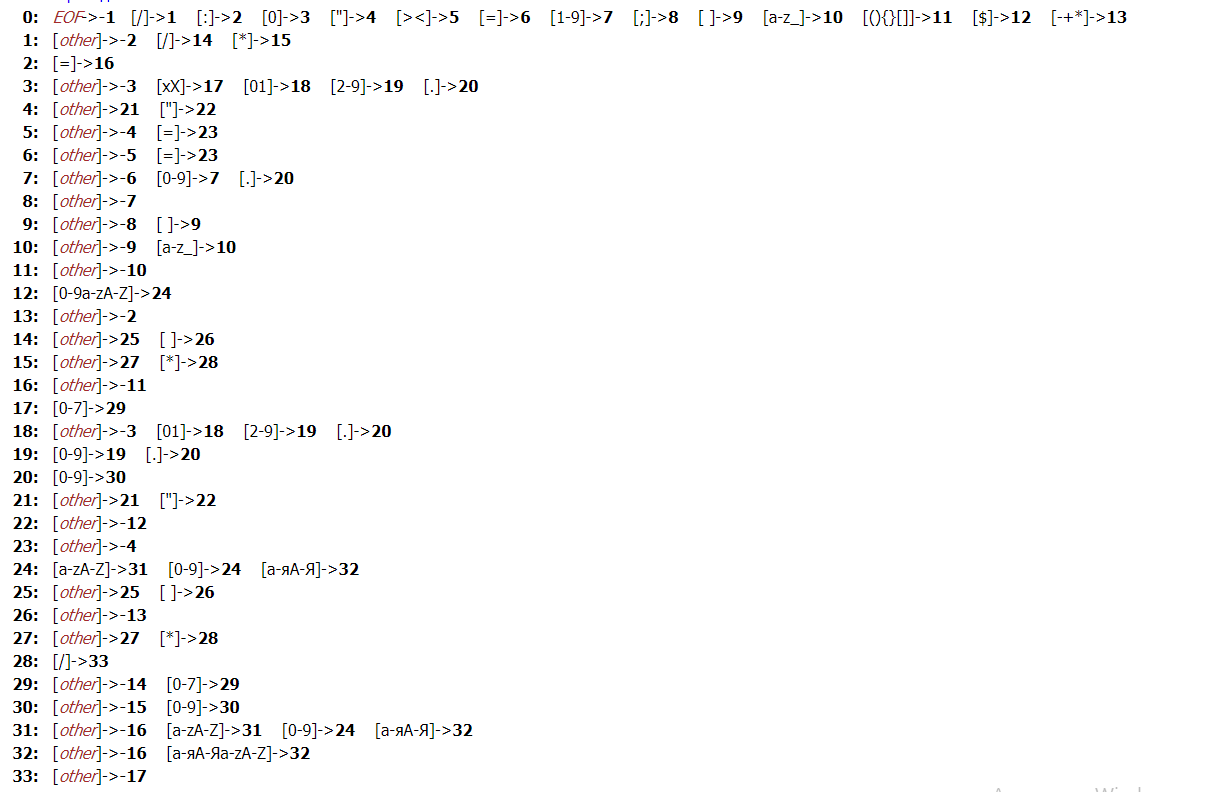 0: EOF->-1 [/]->1 [:]->2 [0]->3 ["]->4 [><]->5 [=]->6 [1-9]->7 [;]->8 [ ]->9 [a-z_]->10 [(){}[]]->11 [$]->12 [-+*]->13
1: [other]->-2 [/]->14 [*]->15
2: [=]->16
3: [other]->-3 [xX]->17 [01]->18 [2-9]->19 [.]->20
4: [other]->21 ["]->22
5: [other]->-4 [=]->23
6: [other]->-5 [=]->23
7: [other]->-6 [0-9]->7 [.]->20
8: [other]->-7
9: [other]->-8 [ ]->9
10: [other]->-9 [a-z_]->10
11: [other]->-10
12: [0-9a-zA-Z]->24
13: [other]->-2
14: [other]->25 [ ]->26
15: [other]->27 [*]->28
16: [other]->-11
17: [0-7]->29
18: [other]->-3 [01]->18 [2-9]->19 [.]->20
19: [0-9]->19 [.]->20
20: [0-9]->30
21: [other]->21 ["]->22
22: [other]->-12
23: [other]->-4
24: [a-zA-Z]->31 [0-9]->24 [а-яА-Я]->32
25: [other]->25 [ ]->26
26: [other]->-13
27: [other]->27 [*]->28
28: [/]->33
29: [other]->-14 [0-7]->29
30: [other]->-15 [0-9]->30
31: [other]->-16 [a-zA-Z]->31 [0-9]->24 [а-яА-Я]->32
32: [other]->-16 [а-яА-Яa-zA-Z]->32
33: [other]->-17